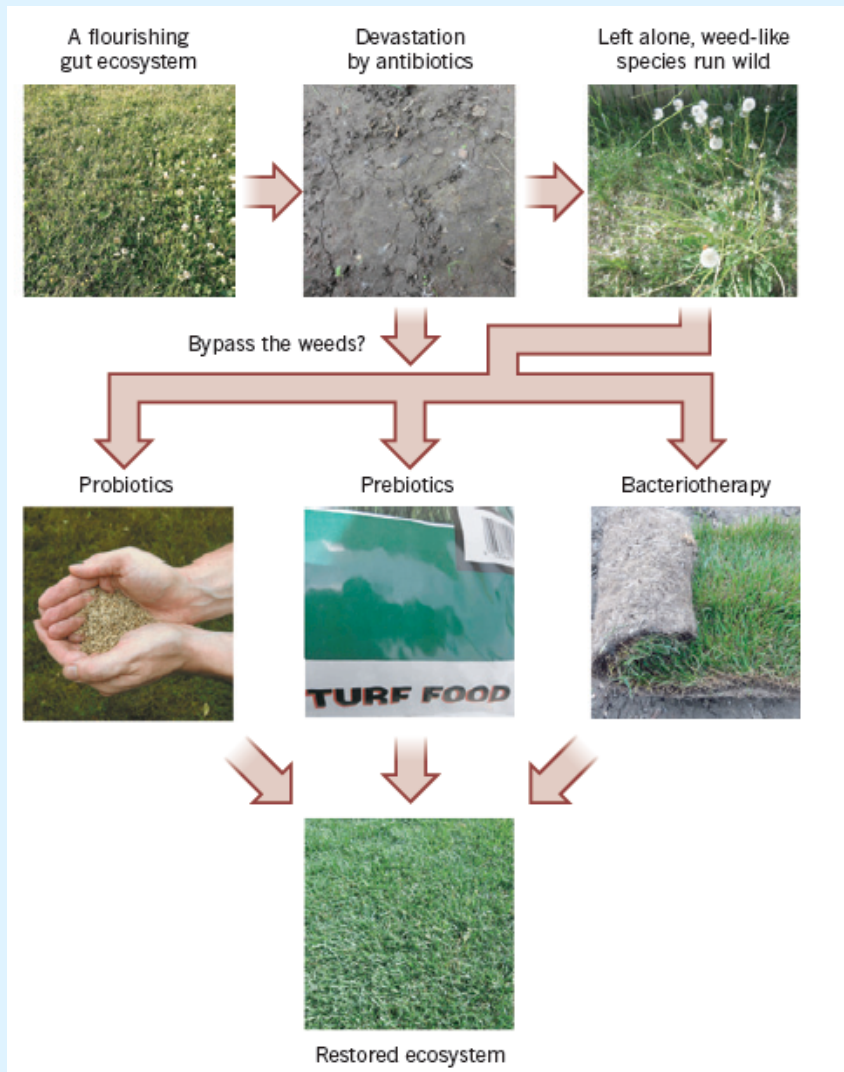 A flourishing
gut ecosystem
Devastation
by antibiotics
Left alone, weed-like
species run wild
Bypass the weeds?
Probiotics
Prebiotics
Bacteriotherapy
TURF FOOD
Restored ecosystem